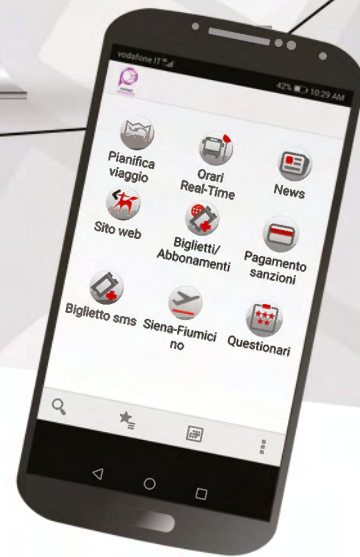 vodafone IT
42% 10:29 AM
Pianifica
viaggio
Orari
Real-Time
News
Sito web
Biglietti/
Abbonamenti
Pagamento
sanzioni
Biglietto sms
Siena-Fiumici
no
Questionari